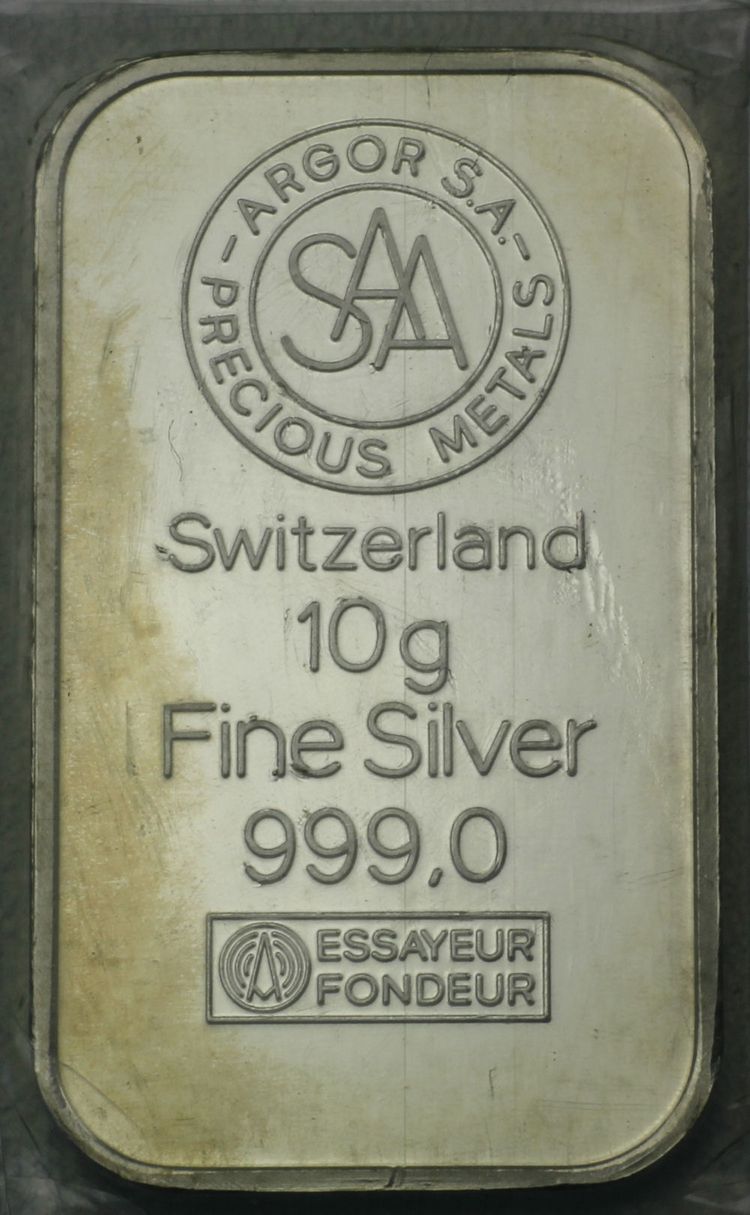 ARGOR S.A.
PRECIOUS METALS
SAA
Switzerland
10g
Fine Silver
999,0
A
ESSAYEUR
FONDEUR